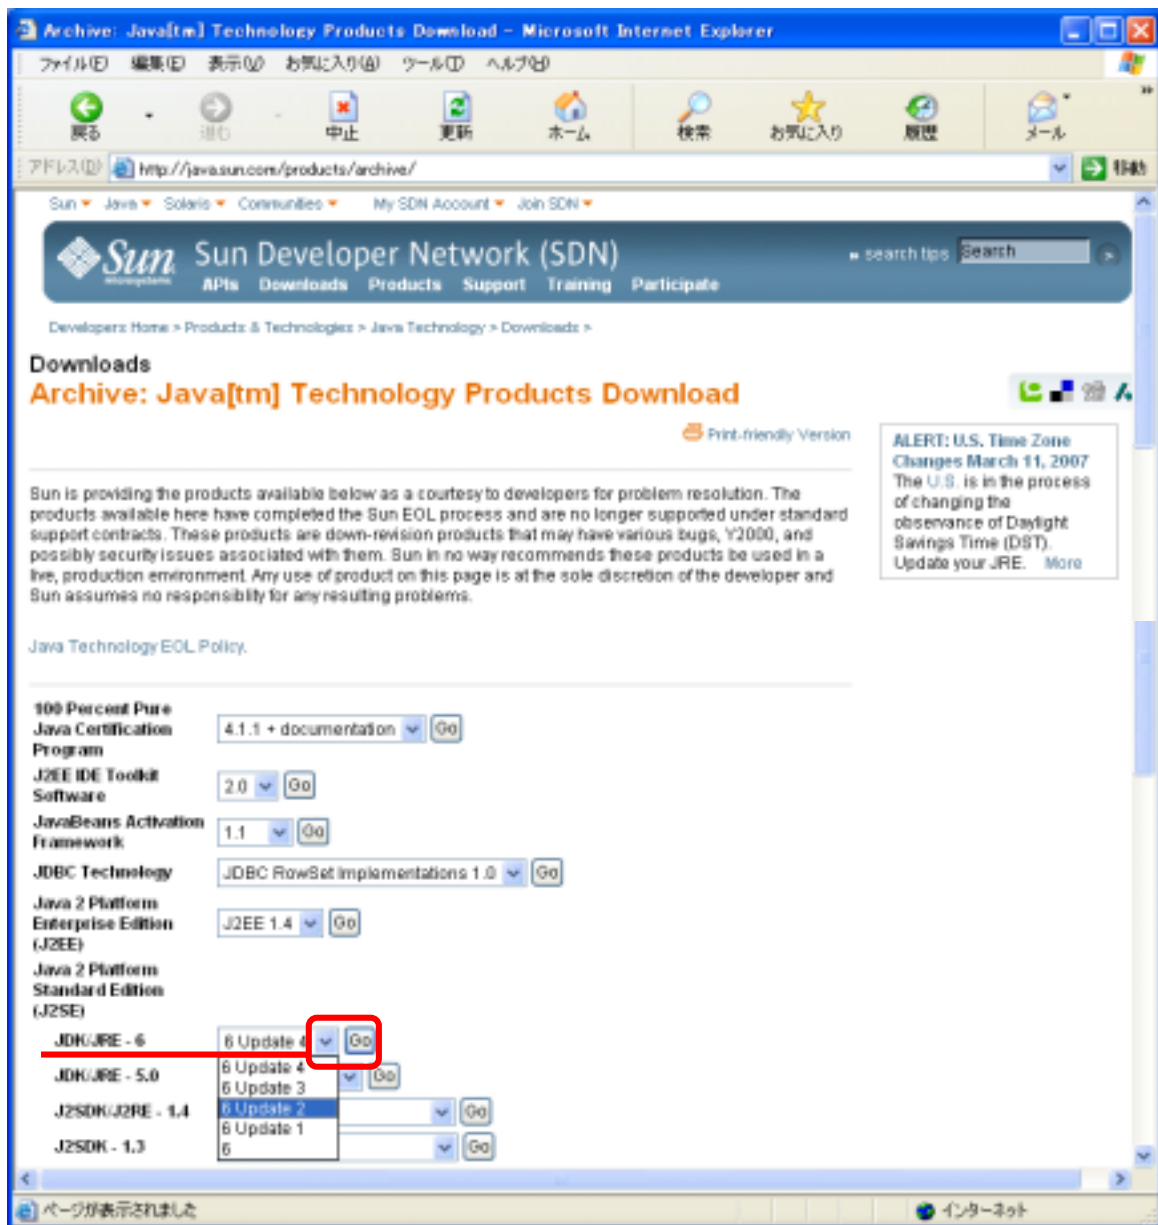 Archive: Java[tm] Technology Products Download - Microsoft Internet Explorer
ファイル(F) 編集(E) 表示(V) お気に入り(A) ツール(T) ヘルプ(H)
戻る 進む 中止 更新 ホーム 検索 お気に入り 履歴 メール
アドレス(D) http://java.sun.com/products/archive/ 移動
Sun Java Solaris Communities My SDN Account Join SDN
Sun microsystems Sun Developer Network (SDN) » search tips Search
APIs Downloads Products Support Training Participate
Developers Home > Products & Technologies > Java Technology > Downloads >
Downloads
Archive: Java[tm] Technology Products Download
Print-friendly Version
Sun is providing the products available below as a courtesy to developers for problem resolution. The
products available here have completed the Sun EOL process and are no longer supported under standard
support contracts. These products are down-revision products that may have various bugs, Y2000, and
possibly security issues associated with them. Sun in no way recommends these products be used in a
live, production environment. Any use of product on this page is at the sole discretion of the developer and
Sun assumes no responsiblity for any resulting problems.
ALERT: U.S. Time Zone
Changes March 11, 2007
The U.S. is in the process
of changing the
observance of Daylight
Savings Time (DST).
Update your JRE. More
Java Technology EOL Policy.
100 Percent Pure
Java Certification
Program
4.1.1 + documentation Go
J2EE IDE Toolkit
Software
2.0 Go
JavaBeans Activation
Framework
1.1 Go
JDBC Technology JDBC RowSet Implementations 1.0 Go
Java 2 Platform
Enterprise Edition
(J2EE)
J2EE 1.4 Go
Java 2 Platform
Standard Edition
(J2SE)
JDK/JRE - 6 6 Update 4 Go
6 Update 4
6 Update 3
6 Update 2
6 Update 1
6
JDK/JRE - 5.0 Go
J2SDK/J2RE - 1.4 Go
J2SDK - 1.3 Go
ページが表示されました インターネット